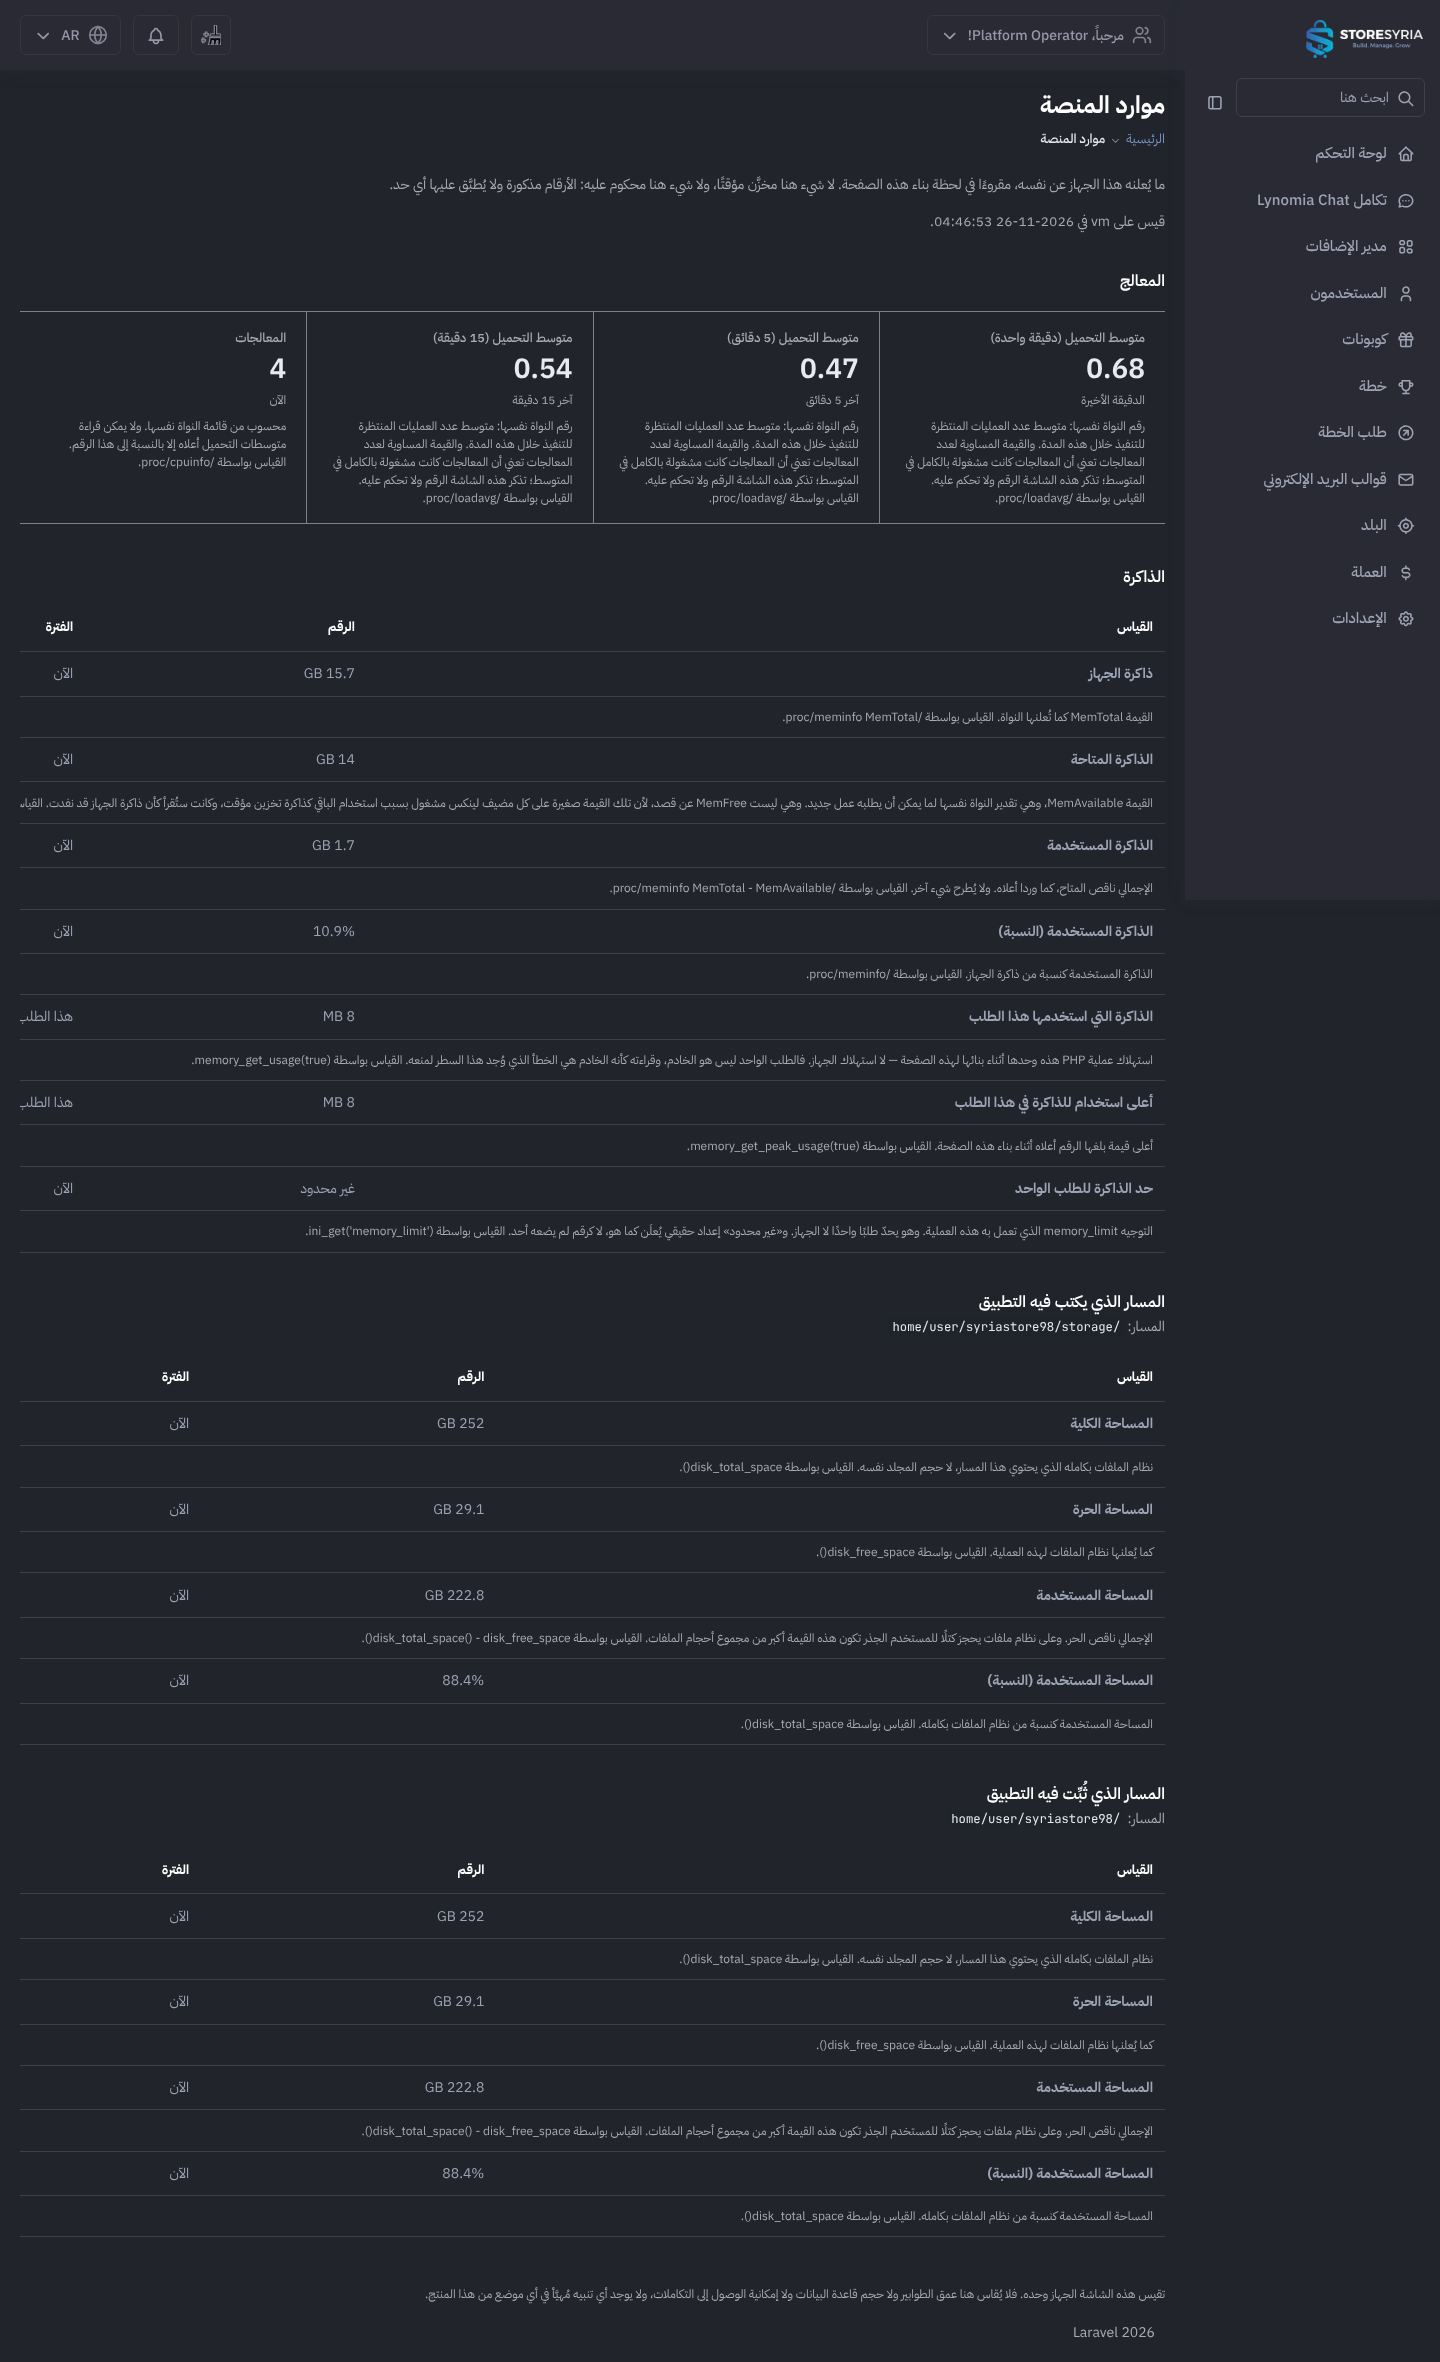 STORESYRIA
Build. Manage. Grow
مرحباً، Platform Operator!
AR
ابحث هنا
لوحة التحكم
تكامل Lynomia Chat
مدير الإضافات
المستخدمون
كوبونات
خطة
طلب الخطة
قوالب البريد الإلكتروني
البلد
العملة
الإعدادات
موارد المنصة
الرئيسية
موارد المنصة
ما يُعلنه هذا الجهاز عن نفسه، مقروءًا في لحظة بناء هذه الصفحة. لا شيء هنا مخزَّن مؤقتًا، ولا شيء هنا محكوم عليه: الأرقام مذكورة ولا يُطبَّق عليها أي حد.
قيس على vm في 2026-11-26 04:46:53.
المعالج
متوسط التحميل (دقيقة واحدة)
0.68
الدقيقة الأخيرة
رقم النواة نفسها: متوسط عدد العمليات المنتظرة
للتنفيذ خلال هذه المدة. والقيمة المساوية لعدد
المعالجات تعني أن المعالجات كانت مشغولة بالكامل في
المتوسط؛ تذكر هذه الشاشة الرقم ولا تحكم عليه.
القياس بواسطة /proc/loadavg.
متوسط التحميل (5 دقائق)
0.47
آخر 5 دقائق
رقم النواة نفسها: متوسط عدد العمليات المنتظرة
للتنفيذ خلال هذه المدة. والقيمة المساوية لعدد
المعالجات تعني أن المعالجات كانت مشغولة بالكامل في
المتوسط؛ تذكر هذه الشاشة الرقم ولا تحكم عليه.
القياس بواسطة /proc/loadavg.
متوسط التحميل (15 دقيقة)
0.54
آخر 15 دقيقة
رقم النواة نفسها: متوسط عدد العمليات المنتظرة
للتنفيذ خلال هذه المدة. والقيمة المساوية لعدد
المعالجات تعني أن المعالجات كانت مشغولة بالكامل في
المتوسط؛ تذكر هذه الشاشة الرقم ولا تحكم عليه.
القياس بواسطة /proc/loadavg.
المعالجات
4
الآن
محسوب من قائمة النواة نفسها. ولا يمكن قراءة
متوسطات التحميل أعلاه إلا بالنسبة إلى هذا الرقم.
القياس بواسطة /proc/cpuinfo.
الذاكرة
القياس الرقم الفترة
ذاكرة الجهاز 15.7 GB الآن
القيمة MemTotal كما تُعلنها النواة. القياس بواسطة /proc/meminfo MemTotal.
الذاكرة المتاحة 14 GB الآن
القيمة MemAvailable، وهي تقدير النواة نفسها لما يمكن أن يطلبه عمل جديد. وهي ليست MemFree عن قصد، لأن تلك القيمة صغيرة على كل مضيف لينكس مشغول بسبب استخدام الباقي كذاكرة تخزين مؤقت، وكانت ستُقرأ كأن ذاكرة الجهاز قد نفدت. القياس
الذاكرة المستخدمة 1.7 GB الآن
الإجمالي ناقص المتاح، كما وردا أعلاه. ولا يُطرح شيء آخر. القياس بواسطة /proc/meminfo MemTotal - MemAvailable.
الذاكرة المستخدمة (النسبة) 10.9% الآن
الذاكرة المستخدمة كنسبة من ذاكرة الجهاز. القياس بواسطة /proc/meminfo.
الذاكرة التي استخدمها هذا الطلب 8 MB هذا الطلب
استهلاك عملية PHP هذه وحدها أثناء بنائها لهذه الصفحة — لا استهلاك الجهاز. فالطلب الواحد ليس هو الخادم، وقراءته كأنه الخادم هي الخطأ الذي وُجد هذا السطر لمنعه. القياس بواسطة memory_get_usage(true).
أعلى استخدام للذاكرة في هذا الطلب 8 MB هذا الطلب
أعلى قيمة بلغها الرقم أعلاه أثناء بناء هذه الصفحة. القياس بواسطة memory_get_peak_usage(true).
حد الذاكرة للطلب الواحد غير محدود الآن
التوجيه memory_limit الذي تعمل به هذه العملية. وهو يحدّ طلبًا واحدًا لا الجهاز. و«غير محدود» إعداد حقيقي يُعلَن كما هو، لا كرقم لم يضعه أحد. القياس بواسطة ini_get('memory_limit').
المسار الذي يكتب فيه التطبيق
المسار: /home/user/syriastore98/storage
القياس الرقم الفترة
المساحة الكلية 252 GB الآن
نظام الملفات بكامله الذي يحتوي هذا المسار، لا حجم المجلد نفسه. القياس بواسطة disk_total_space().
المساحة الحرة 29.1 GB الآن
كما يُعلنها نظام الملفات لهذه العملية. القياس بواسطة disk_free_space().
المساحة المستخدمة 222.8 GB الآن
الإجمالي ناقص الحر. وعلى نظام ملفات يحجز كتلًا للمستخدم الجذر تكون هذه القيمة أكبر من مجموع أحجام الملفات. القياس بواسطة disk_total_space() - disk_free_space().
المساحة المستخدمة (النسبة) 88.4% الآن
المساحة المستخدمة كنسبة من نظام الملفات بكامله. القياس بواسطة disk_total_space().
المسار الذي ثُبِّت فيه التطبيق
المسار: /home/user/syriastore98
القياس الرقم الفترة
المساحة الكلية 252 GB الآن
نظام الملفات بكامله الذي يحتوي هذا المسار، لا حجم المجلد نفسه. القياس بواسطة disk_total_space().
المساحة الحرة 29.1 GB الآن
كما يُعلنها نظام الملفات لهذه العملية. القياس بواسطة disk_free_space().
المساحة المستخدمة 222.8 GB الآن
الإجمالي ناقص الحر. وعلى نظام ملفات يحجز كتلًا للمستخدم الجذر تكون هذه القيمة أكبر من مجموع أحجام الملفات. القياس بواسطة disk_total_space() - disk_free_space().
المساحة المستخدمة (النسبة) 88.4% الآن
المساحة المستخدمة كنسبة من نظام الملفات بكامله. القياس بواسطة disk_total_space().
تقيس هذه الشاشة الجهاز وحده. فلا يُقاس هنا عمق الطوابير ولا حجم قاعدة البيانات ولا إمكانية الوصول إلى التكاملات، ولا يوجد أي تنبيه مُهيَّأ في أي موضع من هذا المنتج.
Laravel 2026